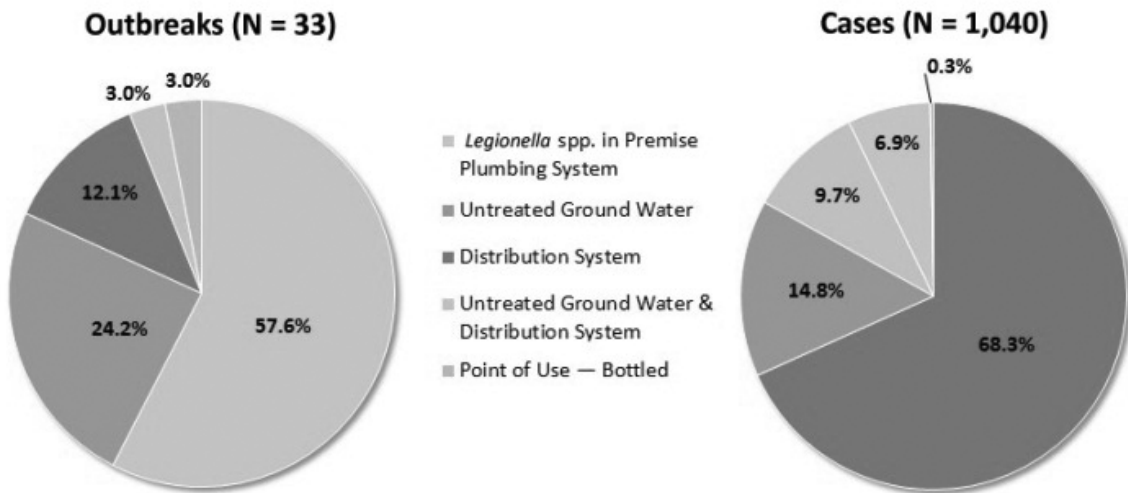 Outbreaks (N = 33)
3.0%
3.0%
12.1%
24.2%
57.6%
Legionella spp. in Premise
Plumbing System
Untreated Ground Water
Distribution System
Untreated Ground Water &
Distribution System
Point of Use — Bottled
Cases (N = 1,040)
0.3%
6.9%
9.7%
14.8%
68.3%